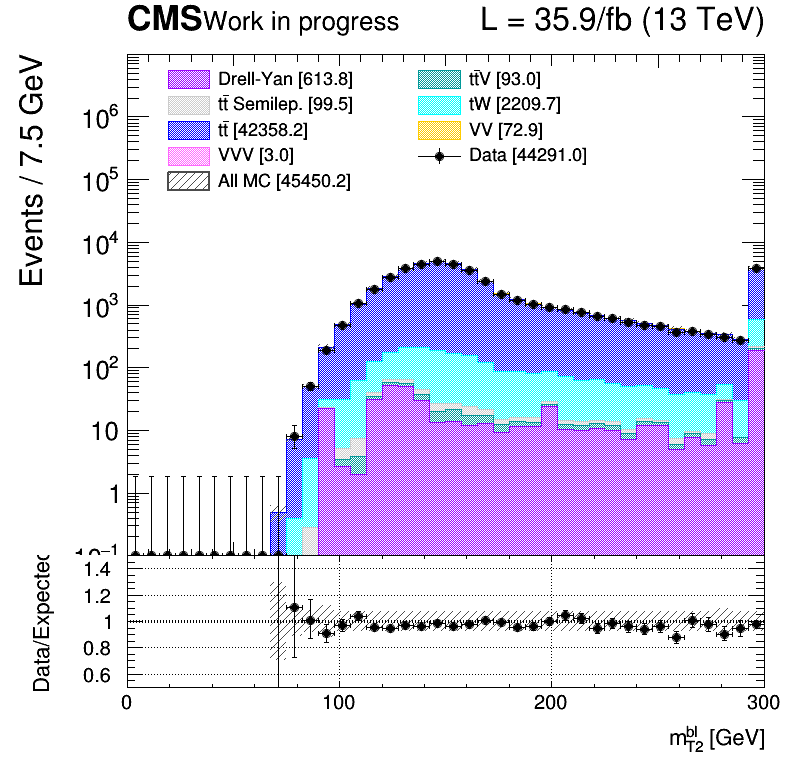 CMS Work in progress L = 35.9/fb (13 TeV)
Events / 7.5 GeV
Drell-Yan [613.8]
tt̄ Semilep. [99.5]
tt̄ [42358.2]
VVV [3.0]
All MC [45450.2]
tt̄V [93.0]
tW [2209.7]
VV [72.9]
Data [44291.0]
10⁶
10⁵
10⁴
10³
10²
10
1
10⁻¹
Data/Expected
1.4
1.2
1
0.8
0.6
0 100 200 300
m_{T2}^{bl} [GeV]